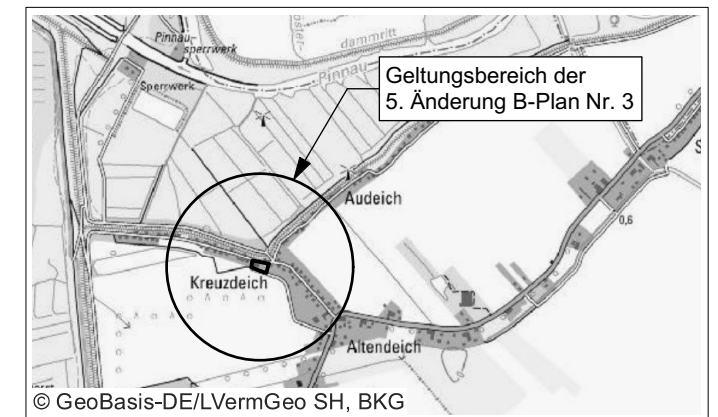 Pinnau-
sperrwerk
dammritt
Pinnau
Sperrwerk
Geltungsbereich der
5. Änderung B-Plan Nr. 3
Audeich
0,6
Kreuzdeich
Altendeich
© GeoBasis-DE/LVermGeo SH, BKG